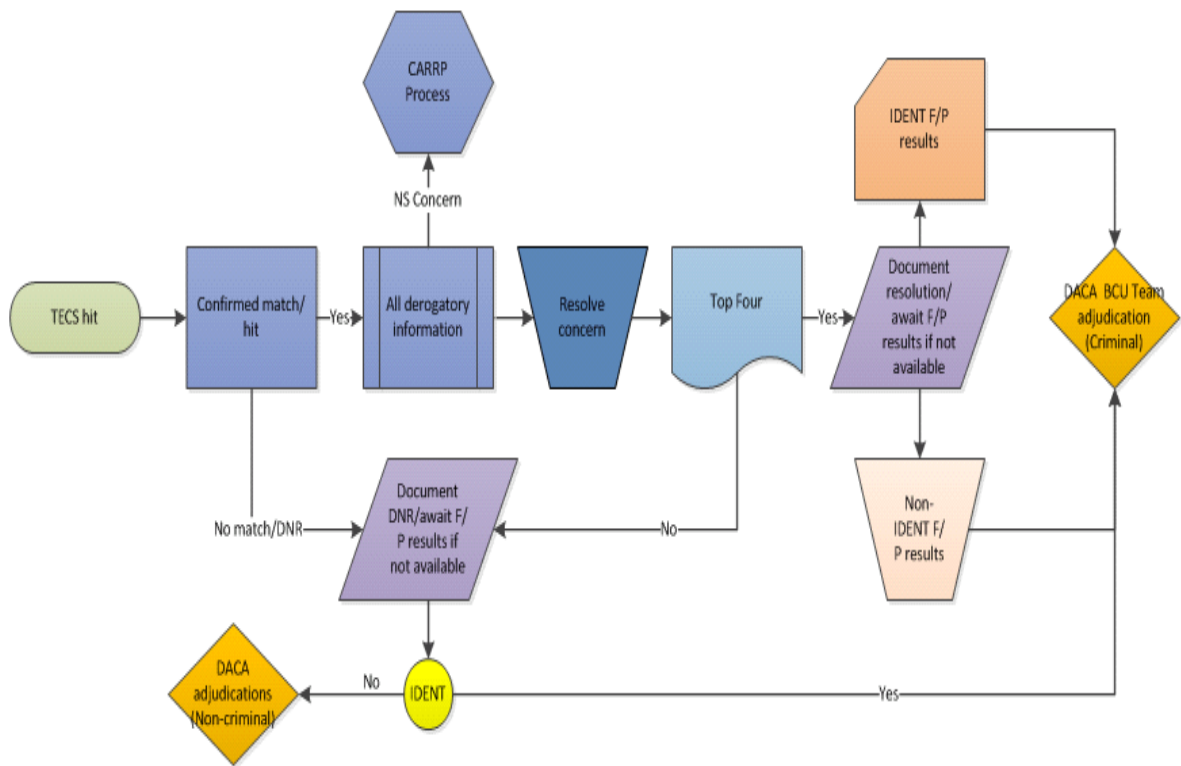 CARRP
Process
IDENT F/P
results
NS Concern
TECS hit
Confirmed match/
hit
Yes
All derogatory
information
Resolve
concern
Top Four
Yes
Document
resolution/
await F/P
results if not
available
DACA BCU Team
adjudication
(Criminal)
No match/DNR
Document
DNR/await F/
P results if
not available
No
Non-
IDENT F/
P results
DACA
adjudications
(Non-criminal)
No
IDENT
Yes